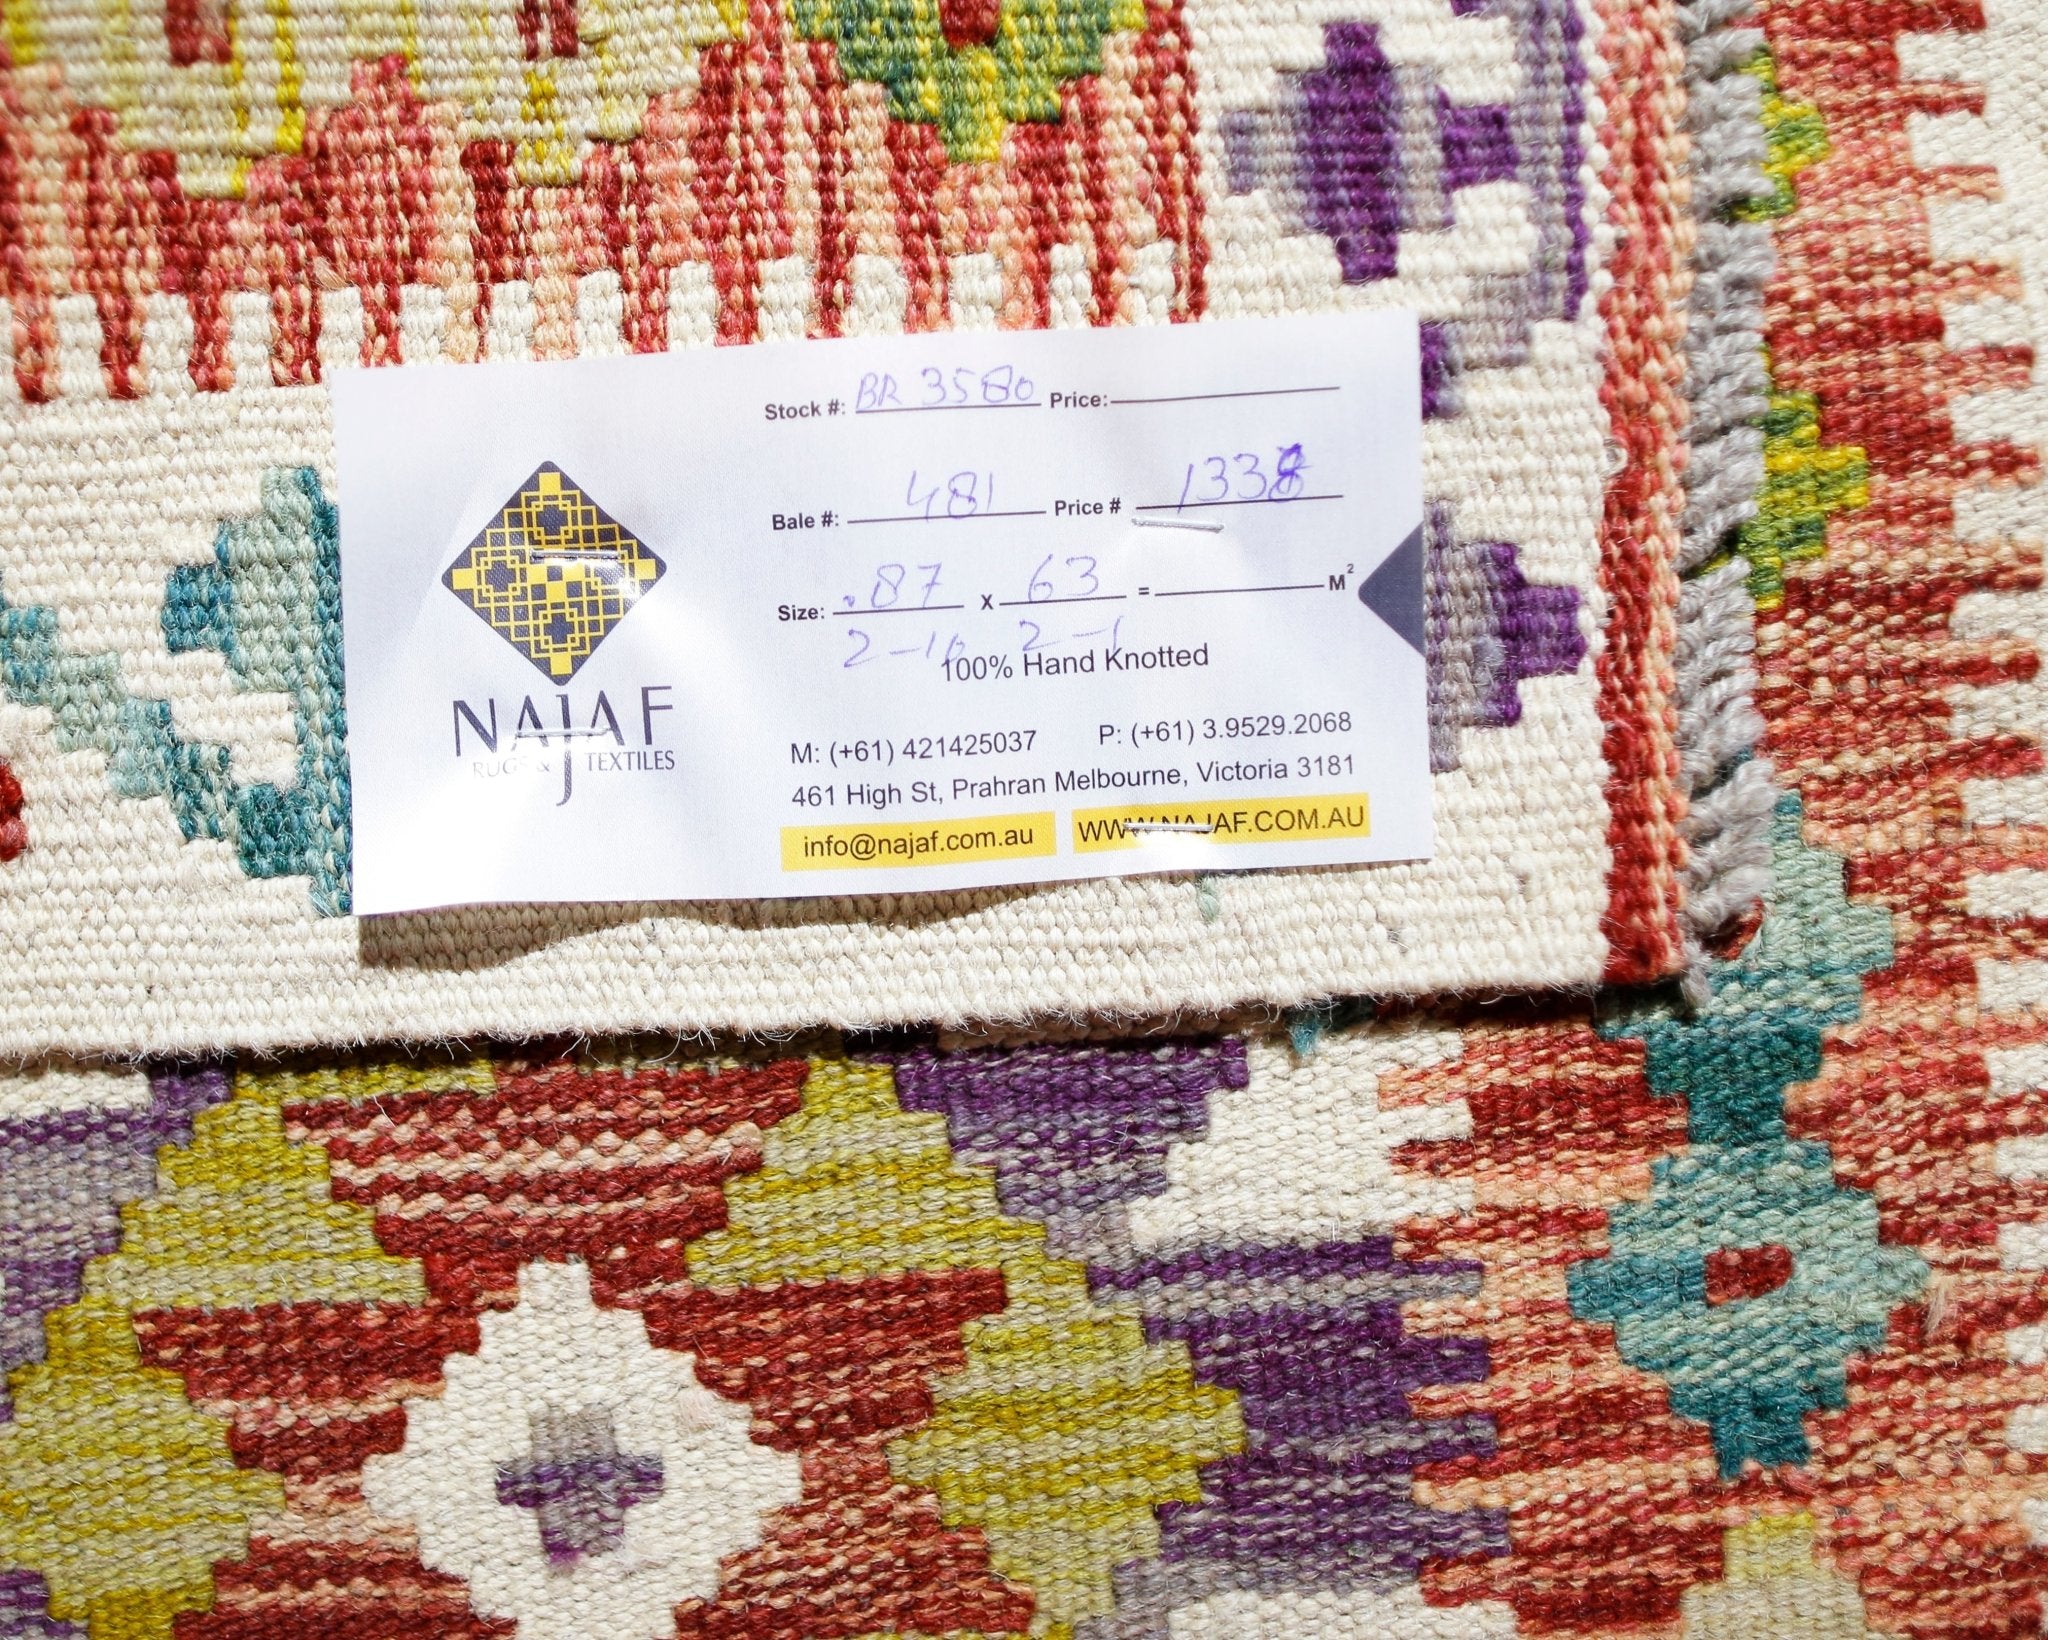 Stock #: BR 3580 Price:
Bale #: 481 Price # 133
Size: .87 X 63 = M²
2-10 2-1
100% Hand Knotted
NAJAF
RUGS & TEXTILES
M: (+61) 421425037 P: (+61) 3.9529.2068
461 High St, Prahran Melbourne, Victoria 3181
info@najaf.com.au WWW.NAJAF.COM.AU